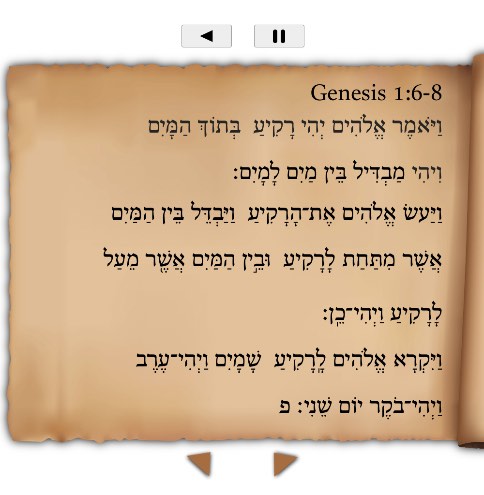 Genesis 1:6-8
וַיֹּאמֶר אֱלֹהִים יְהִי רָקִיעַ בְּתוֹךְ הַמָּיִם
וִיהִי מַבְדִּיל בֵּין מַיִם לָמָיִם׃
וַיַּעַשׂ אֱלֹהִים אֶת־הָרָקִיעַ וַיַּבְדֵּל בֵּין הַמַּיִם
אֲשֶׁר מִתַּחַת לָרָקִיעַ וּבֵין הַמַּיִם אֲשֶׁר מֵעַל
לָרָקִיעַ וַיְהִי־כֵן׃
וַיִּקְרָא אֱלֹהִים לָרָקִיעַ שָׁמָיִם וַיְהִי־עֶרֶב
וַיְהִי־בֹקֶר יוֹם שֵׁנִי׃ פ